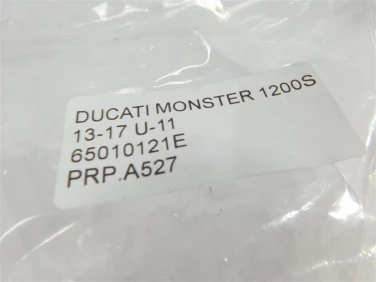 DUCATI MONSTER 1200S
13-17 U-11
65010121E
PRP.A527